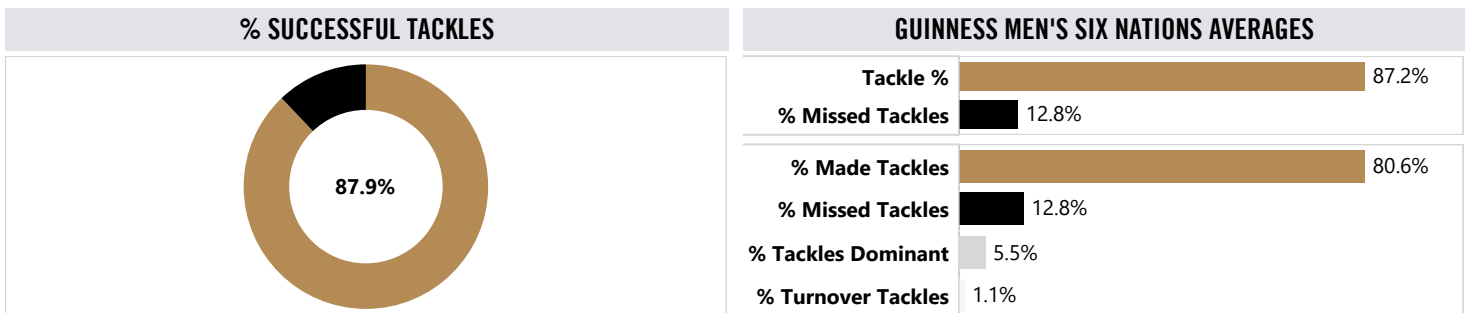 % SUCCESSFUL TACKLES
87.9%
GUINNESS MEN'S SIX NATIONS AVERAGES
Tackle % 87.2%
% Missed Tackles 12.8%
% Made Tackles 80.6%
% Missed Tackles 12.8%
% Tackles Dominant 5.5%
% Turnover Tackles 1.1%